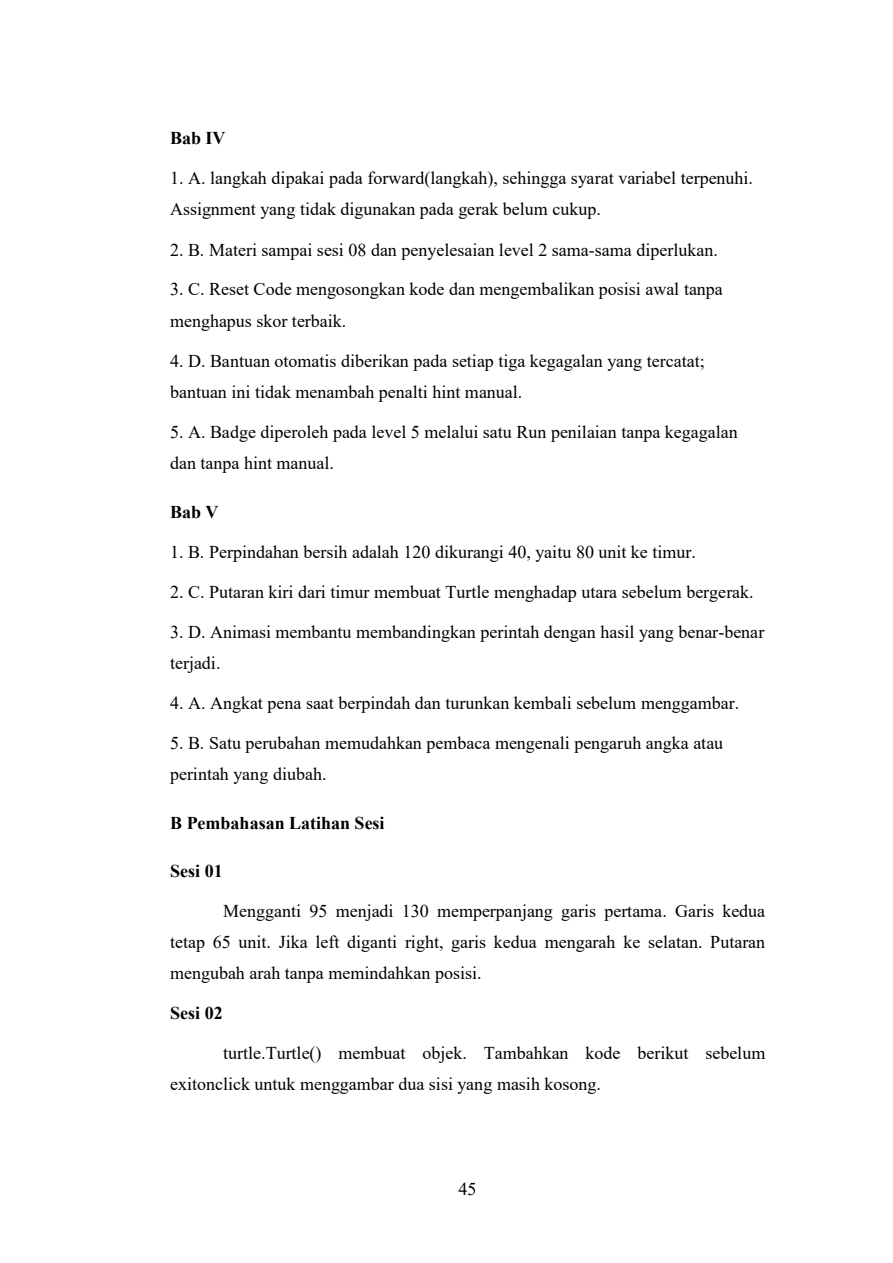 Bab IV
1. A. langkah dipakai pada forward(langkah), sehingga syarat variabel terpenuhi.
Assignment yang tidak digunakan pada gerak belum cukup.
2. B. Materi sampai sesi 08 dan penyelesaian level 2 sama-sama diperlukan.
3. C. Reset Code mengosongkan kode dan mengembalikan posisi awal tanpa
menghapus skor terbaik.
4. D. Bantuan otomatis diberikan pada setiap tiga kegagalan yang tercatat;
bantuan ini tidak menambah penalti hint manual.
5. A. Badge diperoleh pada level 5 melalui satu Run penilaian tanpa kegagalan
dan tanpa hint manual.
Bab V
1. B. Perpindahan bersih adalah 120 dikurangi 40, yaitu 80 unit ke timur.
2. C. Putaran kiri dari timur membuat Turtle menghadap utara sebelum bergerak.
3. D. Animasi membantu membandingkan perintah dengan hasil yang benar-benar
terjadi.
4. A. Angkat pena saat berpindah dan turunkan kembali sebelum menggambar.
5. B. Satu perubahan memudahkan pembaca mengenali pengaruh angka atau
perintah yang diubah.
B Pembahasan Latihan Sesi
Sesi 01
Mengganti 95 menjadi 130 memperpanjang garis pertama. Garis kedua
tetap 65 unit. Jika left diganti right, garis kedua mengarah ke selatan. Putaran
mengubah arah tanpa memindahkan posisi.
Sesi 02
turtle.Turtle() membuat objek. Tambahkan kode berikut sebelum
exitonclick untuk menggambar dua sisi yang masih kosong.
45